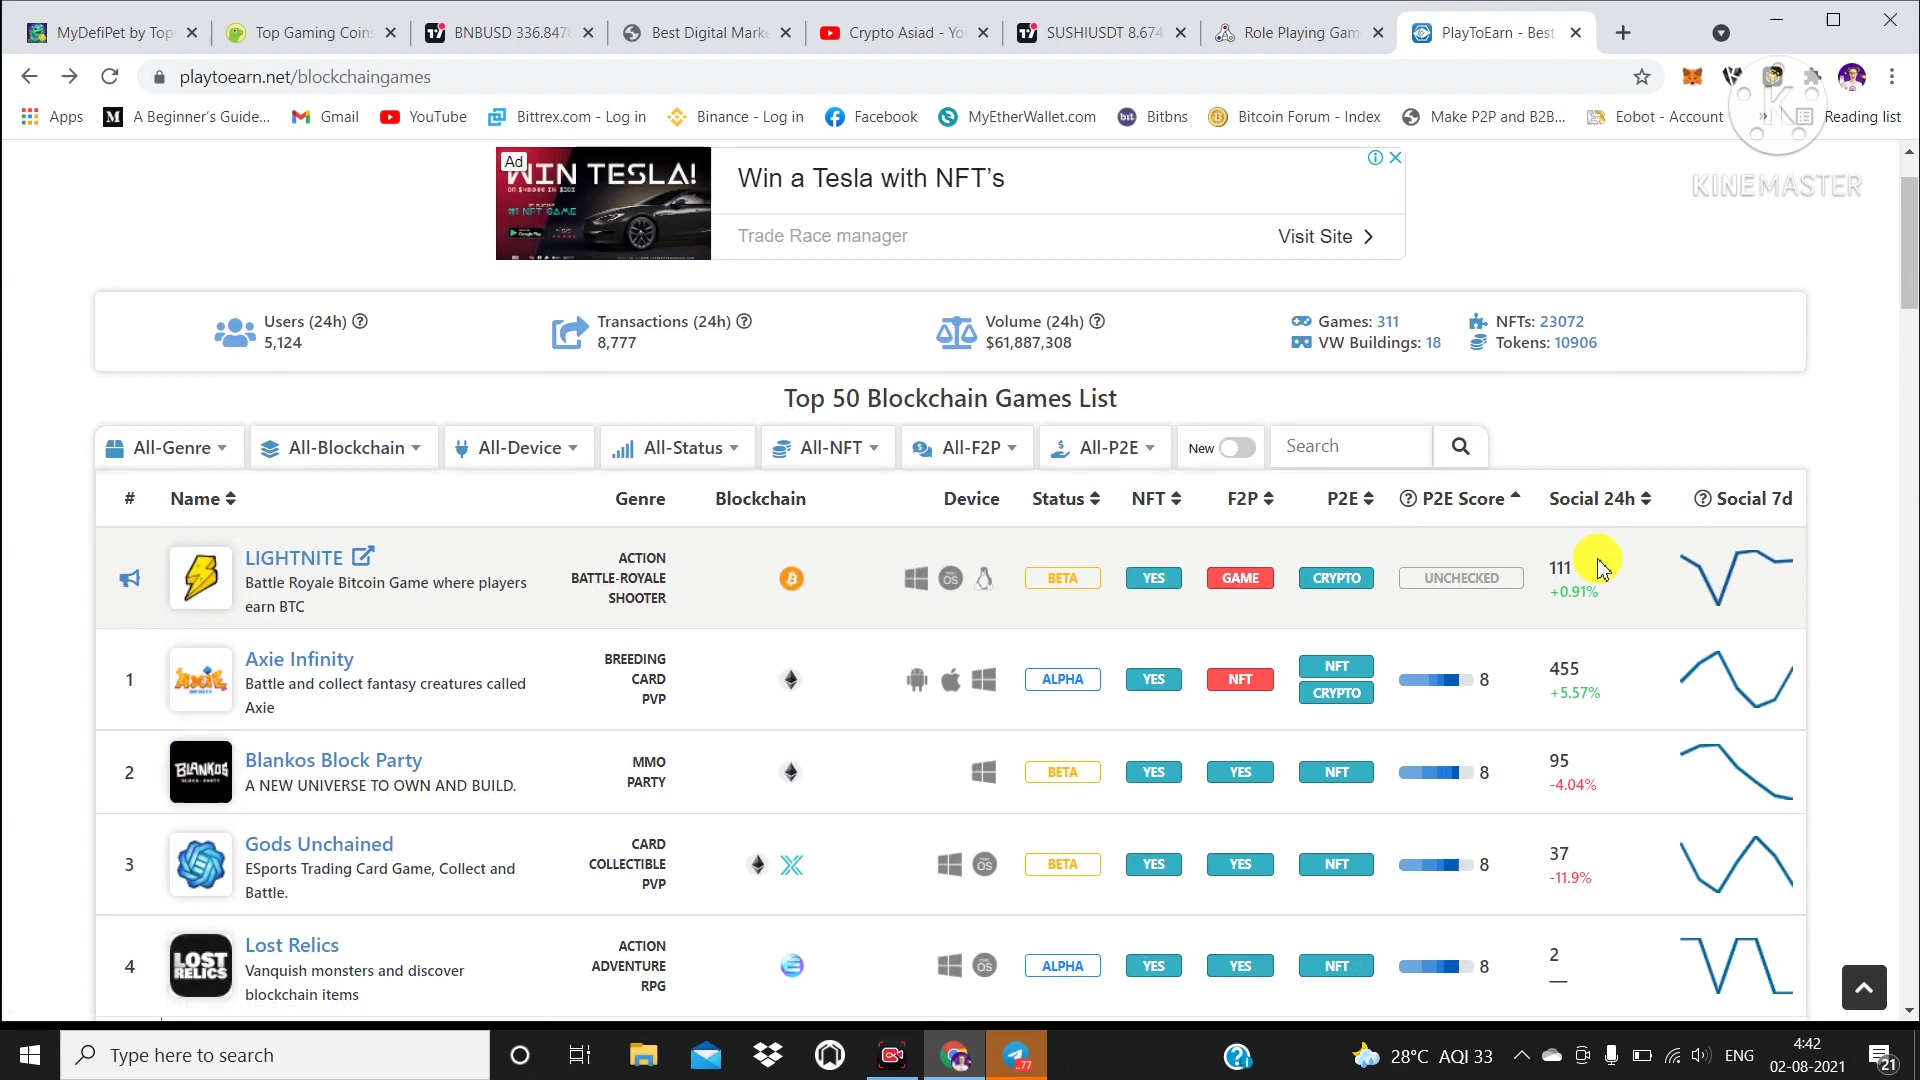 MyDefiPet by Top
Top Gaming Coins
BNBUSD 336.847
Best Digital Mark
Crypto Asiad - Yo
SUSHIUSDT 8.674
Role Playing Gam
PlayToEarn - Best
playtoearn.net/blockchaingames
Apps
A Beginner's Guide...
Gmail
YouTube
Bittrex.com - Log in
Binance - Log in
Facebook
MyEtherWallet.com
Bitbns
Bitcoin Forum - Index
Make P2P and B2B...
Eobot - Account
Reading list
KINEMASTER
Ad
WIN TESLA!
#1 NFT GAME
Win a Tesla with NFT's
Trade Race manager
Visit Site
Users (24h)
5,124
Transactions (24h)
8,777
Volume (24h)
$61,887,308
Games: 311
VW Buildings: 18
NFTs: 23072
Tokens: 10906
Top 50 Blockchain Games List
All-Genre All-Blockchain All-Device All-Status All-NFT All-F2P All-P2E New Search
# Name Genre Blockchain Device Status NFT F2P P2E P2E Score Social 24h Social 7d
LIGHTNITE
Battle Royale Bitcoin Game where players
earn BTC
ACTION
BATTLE-ROYALE
SHOOTER
BETA YES GAME CRYPTO UNCHECKED
111
+0.91%
1
Axie Infinity
Battle and collect fantasy creatures called
Axie
BREEDING
CARD
PVP
ALPHA YES NFT
NFT
CRYPTO
8
455
+5.57%
2
Blankos Block Party
A NEW UNIVERSE TO OWN AND BUILD.
BLANKOS
BLOCK PARTY
MMO
PARTY
BETA YES YES NFT 8
95
-4.04%
3
Gods Unchained
ESports Trading Card Game, Collect and
Battle.
CARD
COLLECTIBLE
PVP
BETA YES YES NFT 8
37
-11.9%
4
LOST
RELICS
Lost Relics
Vanquish monsters and discover
blockchain items
ACTION
ADVENTURE
RPG
ALPHA YES YES NFT 8
2
—
Type here to search
28°C AQI 33
ENG
4:42
02-08-2021
21